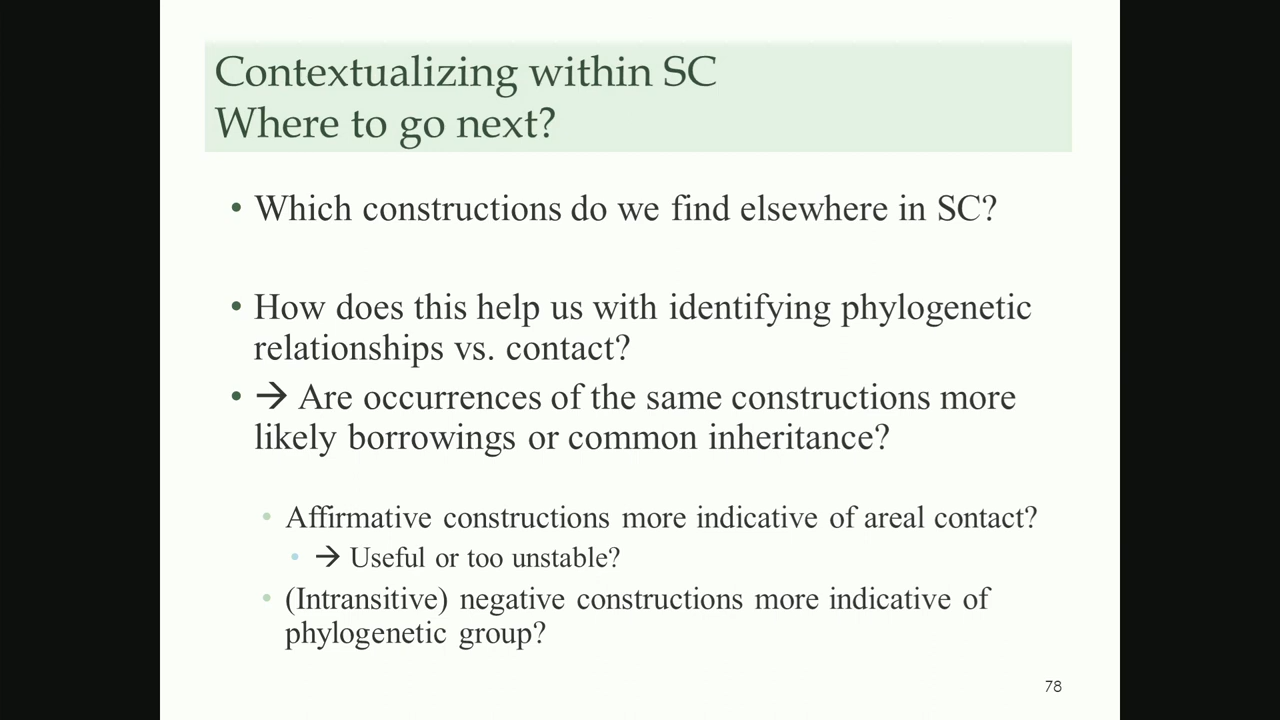 Contextualizing within SC
Where to go next?
• Which constructions do we find elsewhere in SC?
• How does this help us with identifying phylogenetic
relationships vs. contact?
• → Are occurrences of the same constructions more
likely borrowings or common inheritance?
• Affirmative constructions more indicative of areal contact?
• → Useful or too unstable?
• (Intransitive) negative constructions more indicative of
phylogenetic group?
78